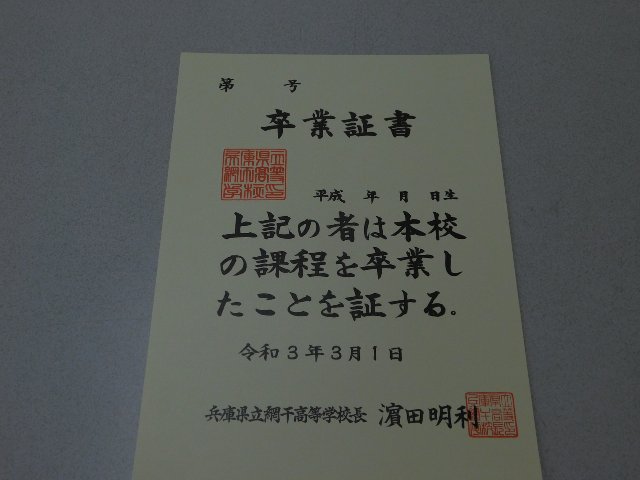 第 号
卒業証書
平成 年 月 日生
上記の者は本校
の課程を卒業し
たことを証する。
令和3年3月1日
兵庫県立網干高等学校長 濵田明利